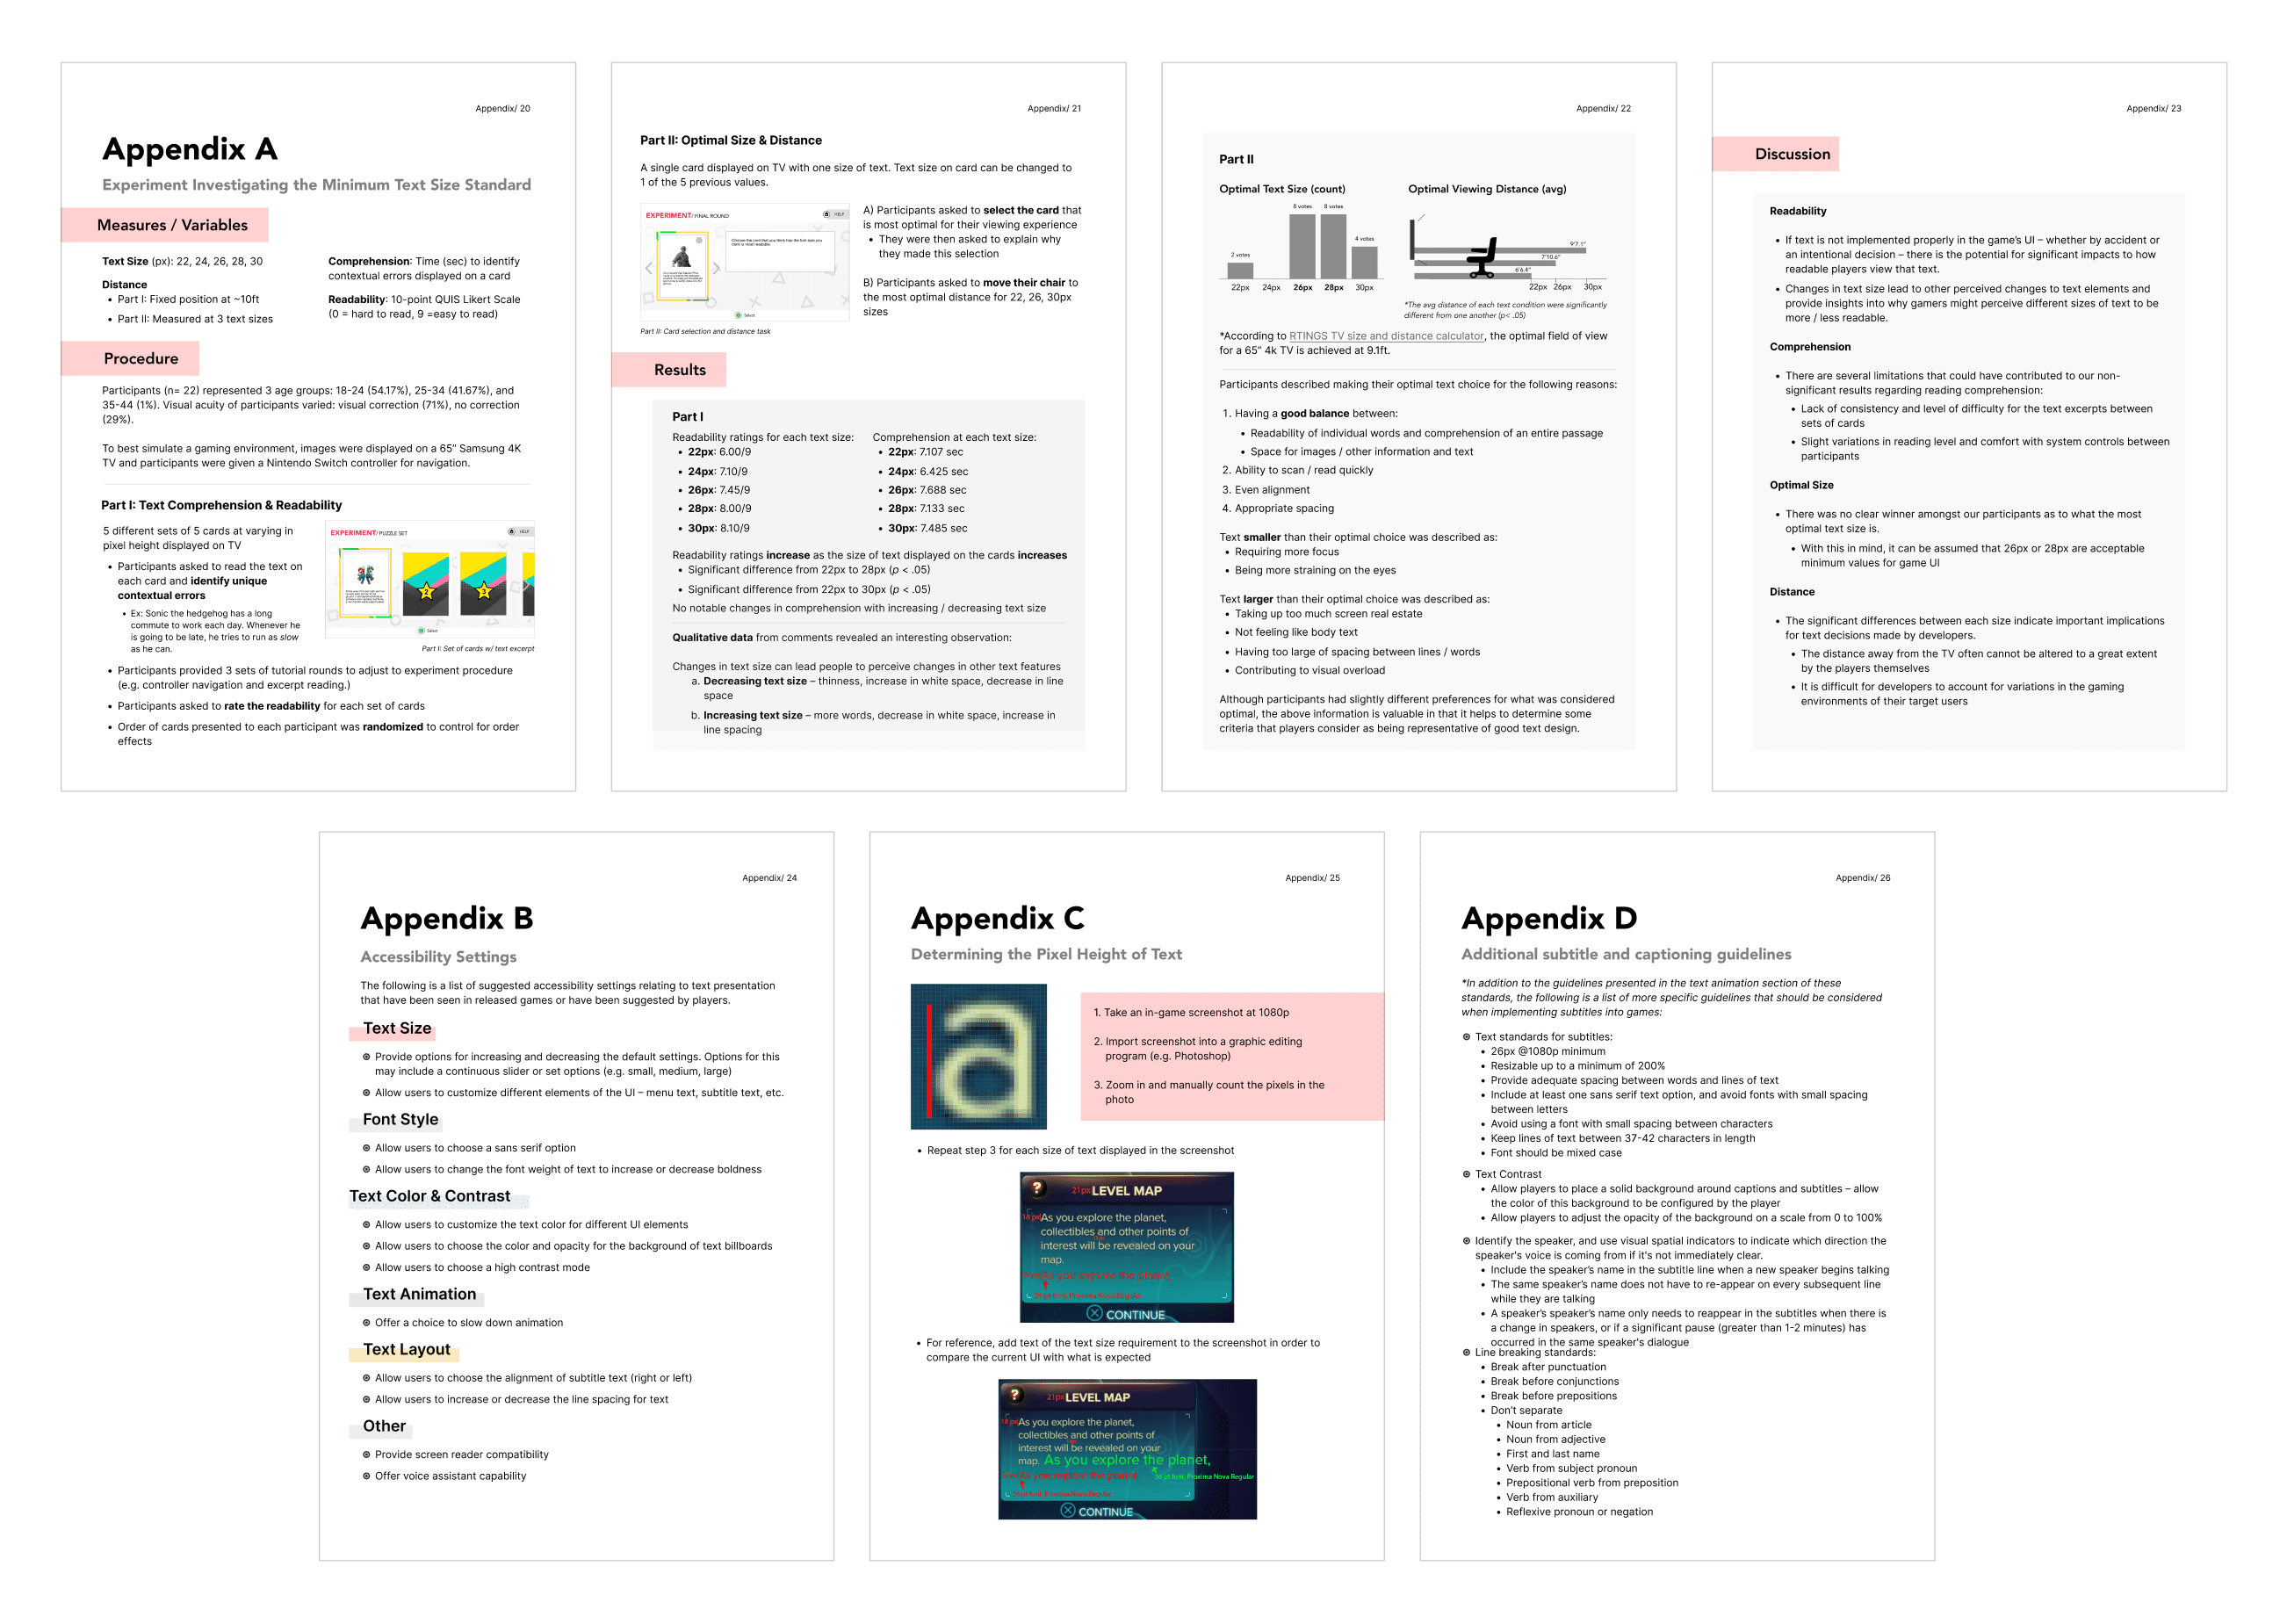 Appendix/ 20
Appendix A
Experiment Investigating the Minimum Text Size Standard
Measures / Variables
Text Size (px): 22, 24, 26, 28, 30
Distance
• Part I: Fixed position at ~10ft
• Part II: Measured at 3 text sizes
Comprehension: Time (sec) to identify
contextual errors displayed on a card
Readability: 10-point QUIS Likert Scale
(0 = hard to read, 9 =easy to read)
Procedure
Participants (n= 22) represented 3 age groups: 18-24 (54.17%), 25-34 (41.67%), and
35-44 (1%). Visual acuity of participants varied: visual correction (71%), no correction
(29%).
To best simulate a gaming environment, images were displayed on a 65” Samsung 4K
TV and participants were given a Nintendo Switch controller for navigation.
Part I: Text Comprehension & Readability
5 different sets of 5 cards at varying in
pixel height displayed on TV
• Participants asked to read the text on
each card and identify unique
contextual errors
• Ex: Sonic the hedgehog has a long
commute to work each day. Whenever he
is going to be late, he tries to run as slow
as he can.
EXPERIMENT/ PUZZLE SET
HELP
2
3
Select
Part I: Set of cards w/ text excerpt
• Participants provided 3 sets of tutorial rounds to adjust to experiment procedure
(e.g. controller navigation and excerpt reading.)
• Participants asked to rate the readability for each set of cards
• Order of cards presented to each participant was randomized to control for order
effects
Appendix/ 21
Part II: Optimal Size & Distance
A single card displayed on TV with one size of text. Text size on card can be changed to
1 of the 5 previous values.
EXPERIMENT/ FINAL ROUND
HELP
Choose the card that you think has the font size you
Select
Part II: Card selection and distance task
A) Participants asked to select the card that
is most optimal for their viewing experience
• They were then asked to explain why
they made this selection
B) Participants asked to move their chair to
the most optimal distance for 22, 26, 30px
sizes
Results
Part I
Readability ratings for each text size:
• 22px: 6.00/9
• 24px: 7.10/9
• 26px: 7.45/9
• 28px: 8.00/9
• 30px: 8.10/9
Comprehension at each text size:
• 22px: 7.107 sec
• 24px: 6.425 sec
• 26px: 7.688 sec
• 28px: 7.133 sec
• 30px: 7.485 sec
Readability ratings increase as the size of text displayed on the cards increases
• Significant difference from 22px to 28px (p < .05)
• Significant difference from 22px to 30px (p < .05)
No notable changes in comprehension with increasing / decreasing text size
Qualitative data from comments revealed an interesting observation:
Changes in text size can lead people to perceive changes in other text features
a. Decreasing text size – thinness, increase in white space, decrease in line
space
b. Increasing text size – more words, decrease in white space, increase in
line spacing
Appendix/ 22
Part II
Optimal Text Size (count)
8 votes 8 votes
4 votes
2 votes
22px 24px 26px 28px 30px
Optimal Viewing Distance (avg)
9'7.1"
7'10.6"
6'6.4"
22px 26px 30px
*The avg distance of each text condition were significantly
different from one another (p< .05)
*According to RTINGS TV size and distance calculator, the optimal field of view
for a 65” 4k TV is achieved at 9.1ft.
Participants described making their optimal text choice for the following reasons:
1. Having a good balance between:
• Readability of individual words and comprehension of an entire passage
• Space for images / other information and text
2. Ability to scan / read quickly
3. Even alignment
4. Appropriate spacing
Text smaller than their optimal choice was described as:
• Requiring more focus
• Being more straining on the eyes
Text larger than their optimal choice was described as:
• Taking up too much screen real estate
• Not feeling like body text
• Having too large of spacing between lines / words
• Contributing to visual overload
Although participants had slightly different preferences for what was considered
optimal, the above information is valuable in that it helps to determine some
criteria that players consider as being representative of good text design.
Appendix/ 23
Discussion
Readability
• If text is not implemented properly in the game’s UI – whether by accident or
an intentional decision – there is the potential for significant impacts to how
readable players view that text.
• Changes in text size lead to other perceived changes to text elements and
provide insights into why gamers might perceive different sizes of text to be
more / less readable.
Comprehension
• There are several limitations that could have contributed to our non-
significant results regarding reading comprehension:
• Lack of consistency and level of difficulty for the text excerpts between
sets of cards
• Slight variations in reading level and comfort with system controls between
participants
Optimal Size
• There was no clear winner amongst our participants as to what the most
optimal text size is.
• With this in mind, it can be assumed that 26px or 28px are acceptable
minimum values for game UI
Distance
• The significant differences between each size indicate important implications
for text decisions made by developers.
• The distance away from the TV often cannot be altered to a great extent
by the players themselves
• It is difficult for developers to account for variations in the gaming
environments of their target users
Appendix/ 24
Appendix B
Accessibility Settings
The following is a list of suggested accessibility settings relating to text presentation
that have been seen in released games or have been suggested by players.
Text Size
Provide options for increasing and decreasing the default settings. Options for this
may include a continuous slider or set options (e.g. small, medium, large)
Allow users to customize different elements of the UI – menu text, subtitle text, etc.
Font Style
Allow users to choose a sans serif option
Allow users to change the font weight of text to increase or decrease boldness
Text Color & Contrast
Allow users to customize the text color for different UI elements
Allow users to choose the color and opacity for the background of text billboards
Allow users to choose a high contrast mode
Text Animation
Offer a choice to slow down animation
Text Layout
Allow users to choose the alignment of subtitle text (right or left)
Allow users to increase or decrease the line spacing for text
Other
Provide screen reader compatibility
Offer voice assistant capability
Appendix/ 25
Appendix C
Determining the Pixel Height of Text
a
1. Take an in-game screenshot at 1080p
2. Import screenshot into a graphic editing
program (e.g. Photoshop)
3. Zoom in and manually count the pixels in the
photo
• Repeat step 3 for each size of text displayed in the screenshot
? 21px LEVEL MAP
18 px As you explore the planet,
collectibles and other points of
interest will be revealed on your
map.
As you explore the planet,
Proxima Nova Regular
CONTINUE
• For reference, add text of the text size requirement to the screenshot in order to
compare the current UI with what is expected
? 21px LEVEL MAP
18 px As you explore the planet,
collectibles and other points of
interest will be revealed on your
map. As you explore the planet,
As you explore the planet,
pt font, Proxima Nova Regular
Proxima Nova Regular
CONTINUE
Appendix/ 26
Appendix D
Additional subtitle and captioning guidelines
*In addition to the guidelines presented in the text animation section of these
standards, the following is a list of more specific guidelines that should be considered
when implementing subtitles into games:
Text standards for subtitles:
• 26px @1080p minimum
• Resizable up to a minimum of 200%
• Provide adequate spacing between words and lines of text
• Include at least one sans serif text option, and avoid fonts with small spacing
between letters
• Avoid using a font with small spacing between characters
• Keep lines of text between 37-42 characters in length
• Font should be mixed case
Text Contrast
• Allow players to place a solid background around captions and subtitles – allow
the color of this background to be configured by the player
• Allow players to adjust the opacity of the background on a scale from 0 to 100%
Identify the speaker, and use visual spatial indicators to indicate which direction the
speaker's voice is coming from if it's not immediately clear.
• Include the speaker’s name in the subtitle line when a new speaker begins talking
• The same speaker’s name does not have to re-appear on every subsequent line
while they are talking
• A speaker’s speaker’s name only needs to reappear in the subtitles when there is
a change in speakers, or if a significant pause (greater than 1-2 minutes) has
occurred in the same speaker's dialogue
Line breaking standards:
• Break after punctuation
• Break before conjunctions
• Break before prepositions
• Don’t separate
• Noun from article
• Noun from adjective
• First and last name
• Verb from subject pronoun
• Prepositional verb from preposition
• Verb from auxiliary
• Reflexive pronoun or negation